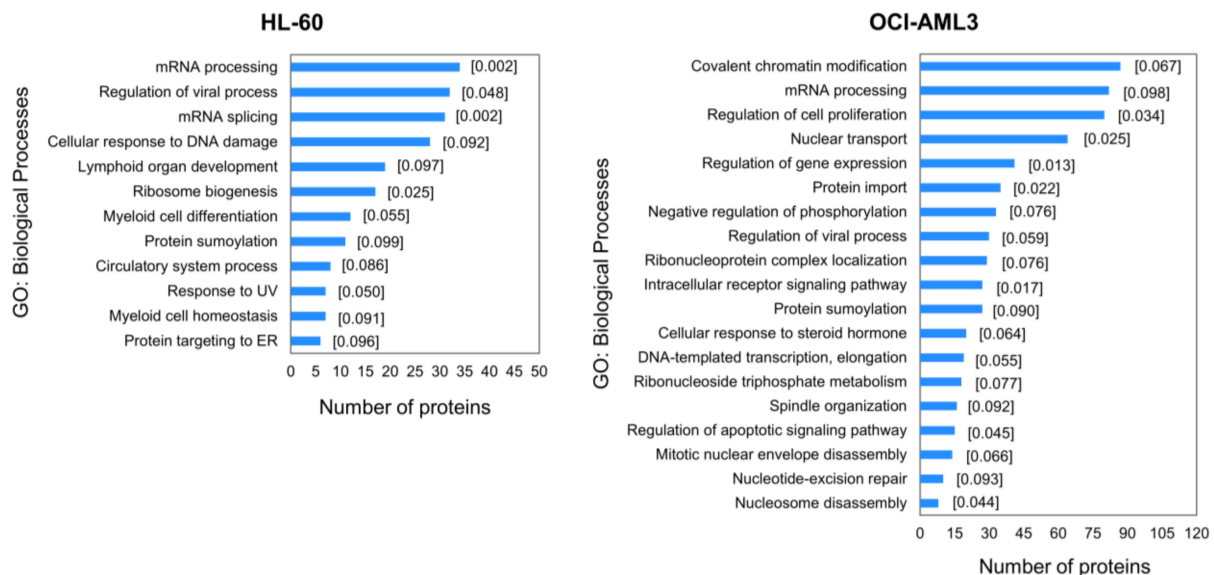 HL-60
GO: Biological Processes
mRNA processing [0.002]
Regulation of viral process [0.048]
mRNA splicing [0.002]
Cellular response to DNA damage [0.092]
Lymphoid organ development [0.097]
Ribosome biogenesis [0.025]
Myeloid cell differentiation [0.055]
Protein sumoylation [0.099]
Circulatory system process [0.086]
Response to UV [0.050]
Myeloid cell homeostasis [0.091]
Protein targeting to ER [0.096]
0 5 10 15 20 25 30 35 40 45 50
Number of proteins
OCI-AML3
GO: Biological Processes
Covalent chromatin modification [0.067]
mRNA processing [0.098]
Regulation of cell proliferation [0.034]
Nuclear transport [0.025]
Regulation of gene expression [0.013]
Protein import [0.022]
Negative regulation of phosphorylation [0.076]
Regulation of viral process [0.059]
Ribonucleoprotein complex localization [0.076]
Intracellular receptor signaling pathway [0.017]
Protein sumoylation [0.090]
Cellular response to steroid hormone [0.064]
DNA-templated transcription, elongation [0.055]
Ribonucleoside triphosphate metabolism [0.077]
Spindle organization [0.092]
Regulation of apoptotic signaling pathway [0.045]
Mitotic nuclear envelope disassembly [0.066]
Nucleotide-excision repair [0.093]
Nucleosome disassembly [0.044]
0 15 30 45 60 75 90 105 120
Number of proteins